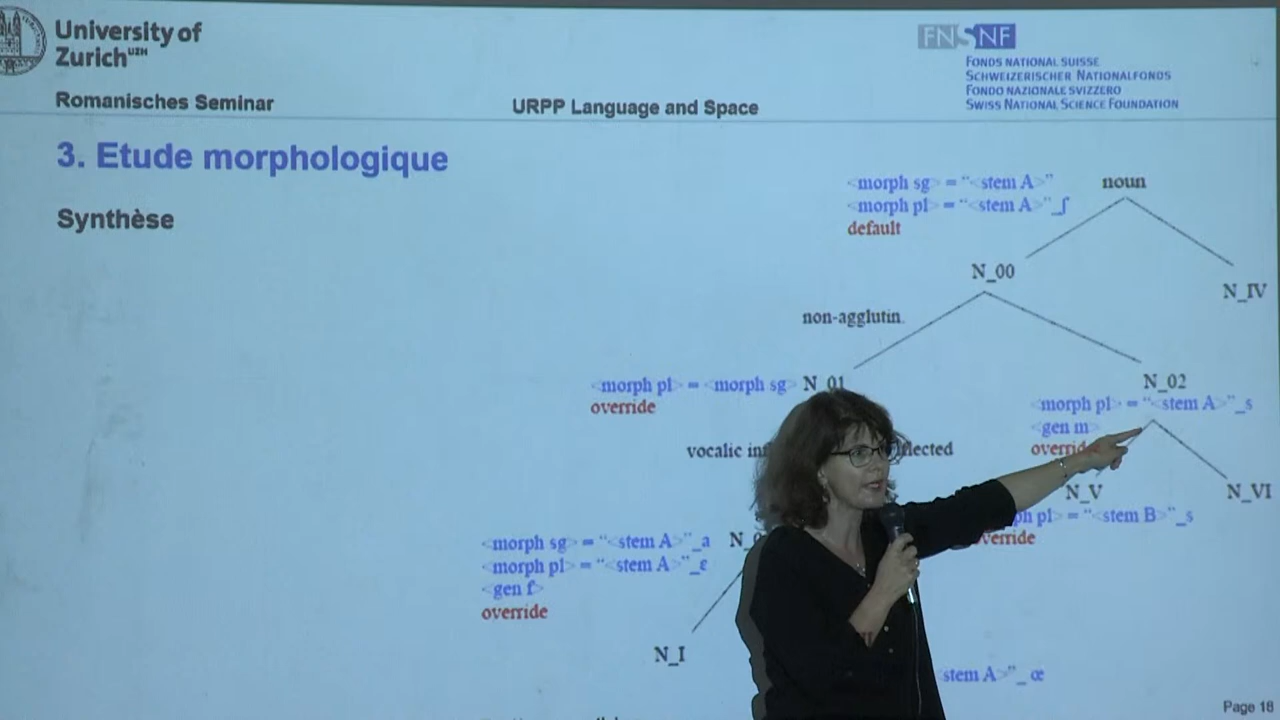 University of
Zurich UZH
FNSNF
FONDS NATIONAL SUISSE
SCHWEIZERISCHER NATIONALFONDS
FONDO NAZIONALE SVIZZERO
SWISS NATIONAL SCIENCE FOUNDATION
Romanisches Seminar
URPP Language and Space
3. Etude morphologique
Synthèse
<morph sg> = “<stem A>”
<morph pl> = “<stem A>”_ʃ
default
noun
N_00
N_IV
non-agglutin.
<morph pl> = <morph sg>
override
N_01
N_02
<morph pl> = “<stem A>”_s
<gen m>
override
vocalic
N_V
N_VI
pl> = “<stem B>”_s
<morph sg> = “<stem A>”_a
<morph pl> = “<stem A>”_ɛ
<gen f>
override
N_I
stem A>”_œ
Page 18